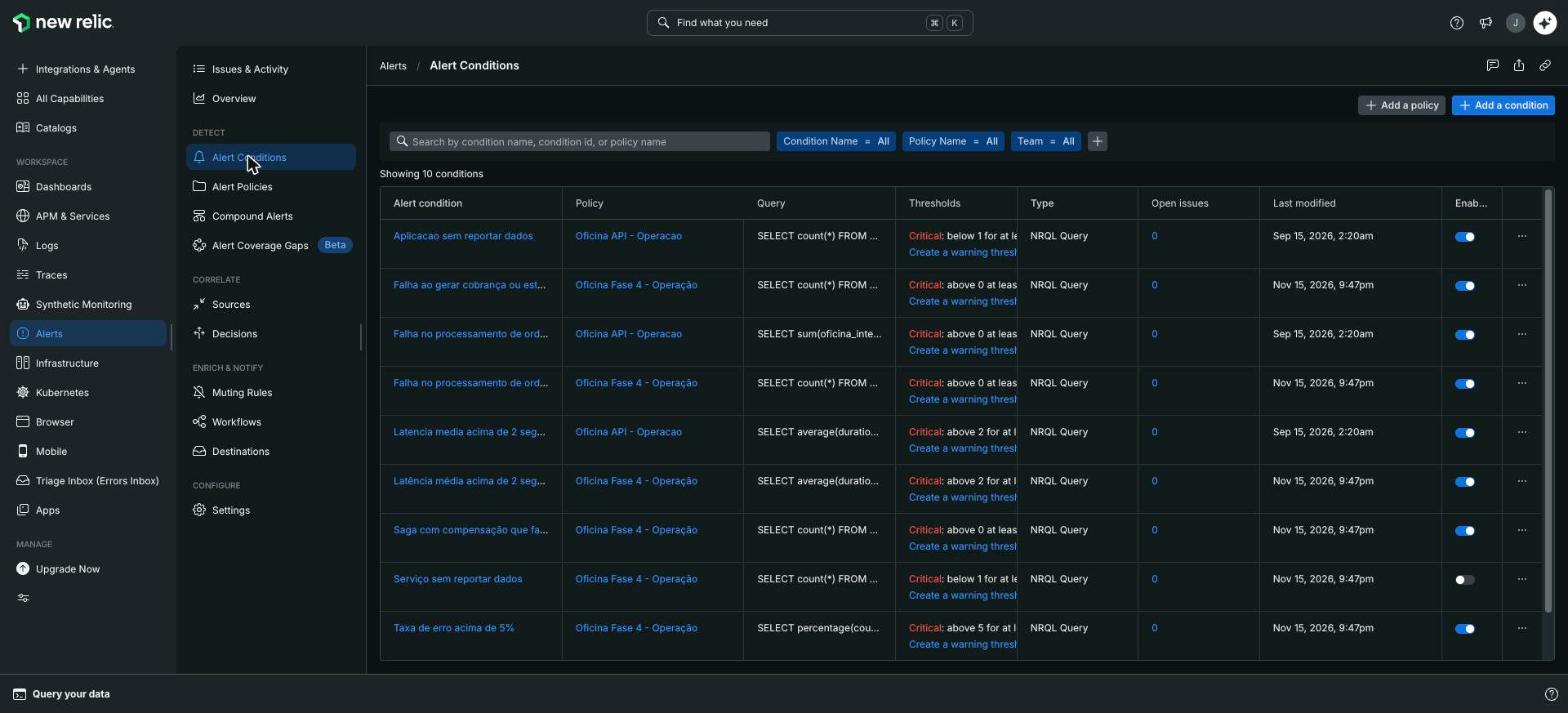 new relic.
Find what you need
⌘ K
J
Integrations & Agents
All Capabilities
Catalogs
WORKSPACE
Dashboards
APM & Services
Logs
Traces
Synthetic Monitoring
Alerts
Infrastructure
Kubernetes
Browser
Mobile
Triage Inbox (Errors Inbox)
Apps
MANAGE
Upgrade Now
Issues & Activity
Overview
DETECT
Alert Conditions
Alert Policies
Compound Alerts
Alert Coverage Gaps Beta
CORRELATE
Sources
Decisions
ENRICH & NOTIFY
Muting Rules
Workflows
Destinations
CONFIGURE
Settings
Alerts / Alert Conditions
+ Add a policy + Add a condition
Search by condition name, condition id, or policy name Condition Name = All Policy Name = All Team = All +
Showing 10 conditions
Alert condition Policy Query Thresholds Type Open issues Last modified Enab...
Aplicacao sem reportar dados Oficina API - Operacao SELECT count(*) FROM ... Critical: below 1 for at le NRQL Query 0 Sep 15, 2026, 2:20am ...
Create a warning thresh
Falha ao gerar cobrança ou est... Oficina Fase 4 - Operação SELECT count(*) FROM ... Critical: above 0 at leas NRQL Query 0 Nov 15, 2026, 9:47pm ...
Create a warning thresh
Falha no processamento de ord... Oficina API - Operacao SELECT sum(oficina_inte... Critical: above 0 at leas NRQL Query 0 Sep 15, 2026, 2:20am ...
Create a warning thresh
Falha no processamento de ord... Oficina Fase 4 - Operação SELECT count(*) FROM ... Critical: above 0 at leas NRQL Query 0 Nov 15, 2026, 9:47pm ...
Create a warning thresh
Latencia media acima de 2 seg... Oficina API - Operacao SELECT average(duratio... Critical: above 2 for at l NRQL Query 0 Sep 15, 2026, 2:20am ...
Create a warning thresh
Latência média acima de 2 seg... Oficina Fase 4 - Operação SELECT average(duratio... Critical: above 2 for at l NRQL Query 0 Nov 15, 2026, 9:47pm ...
Create a warning thresh
Saga com compensação que fa... Oficina Fase 4 - Operação SELECT count(*) FROM ... Critical: above 0 at leas NRQL Query 0 Nov 15, 2026, 9:47pm ...
Create a warning thresh
Serviço sem reportar dados Oficina Fase 4 - Operação SELECT count(*) FROM ... Critical: below 1 for at le NRQL Query 0 Nov 15, 2026, 9:47pm ...
Create a warning thresh
Taxa de erro acima de 5% Oficina Fase 4 - Operação SELECT percentage(cou... Critical: above 5 for at l NRQL Query 0 Nov 15, 2026, 9:47pm ...
Create a warning thresh
Query your data